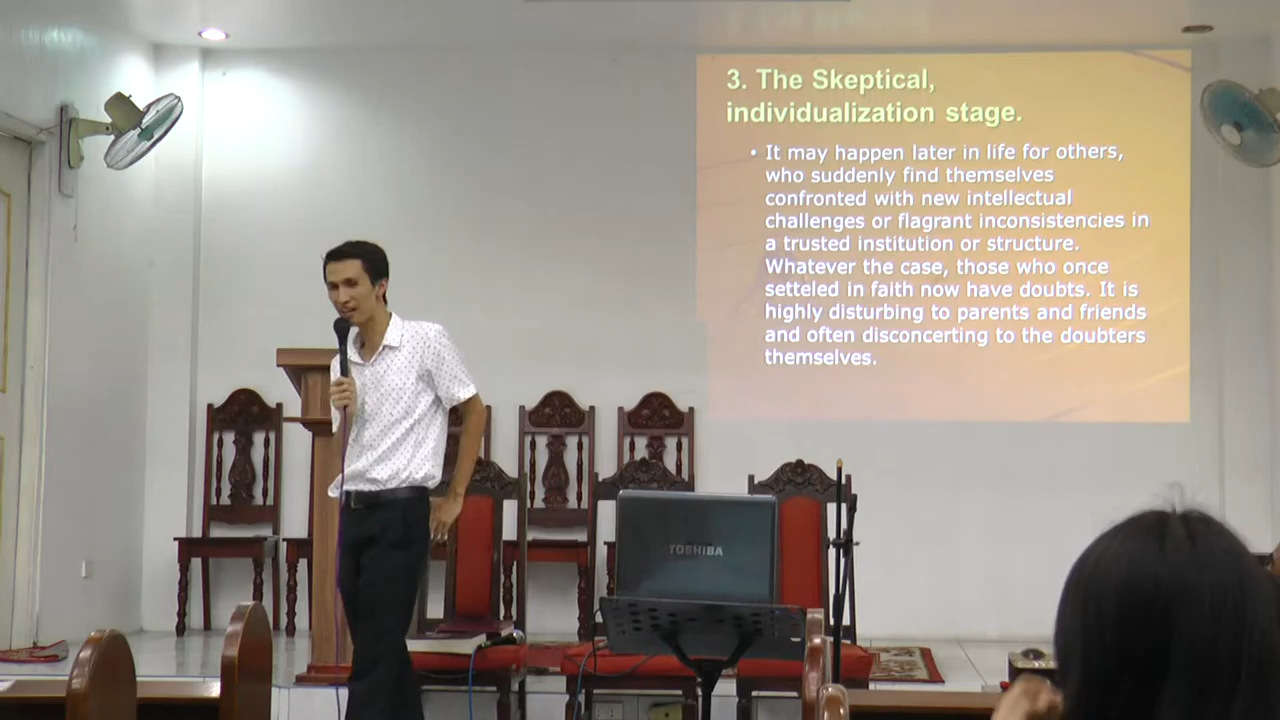 3. The Skeptical,
individualization stage.
• It may happen later in life for others,
who suddenly find themselves
confronted with new intellectual
challenges or flagrant inconsistencies in
a trusted institution or structure.
Whatever the case, those who once
setteled in faith now have doubts. It is
highly disturbing to parents and friends
and often disconcerting to the doubters
themselves.
TOSHIBA